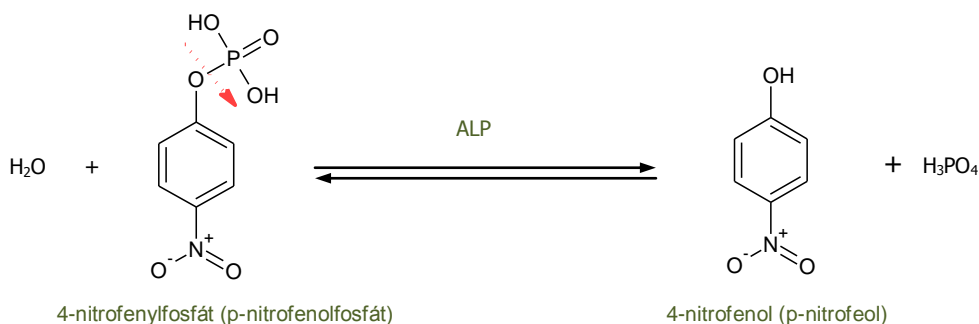 HO
O
P
O
OH
OH
ALP
H₂O + + H₃PO₄
N⁺
O⁻ O
N⁺
O⁻ O
4-nitrofenylfosfát (p-nitrofenolfosfát) 4-nitrofenol (p-nitrofeol)